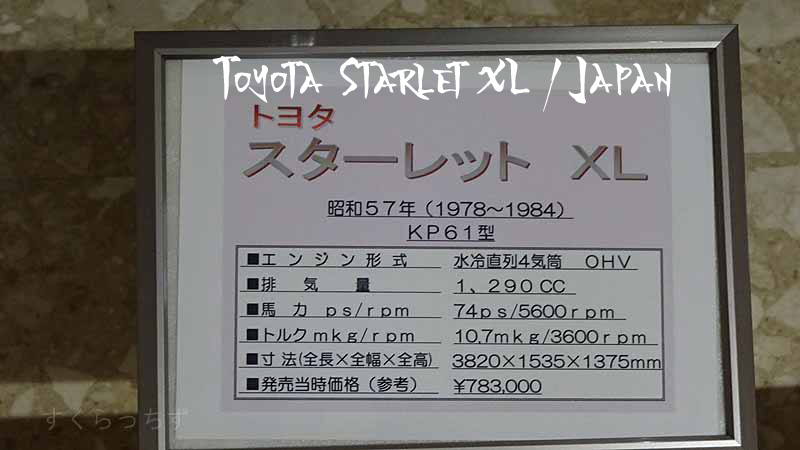 Toyota Starlet XL / Japan
トヨタ
スターレット XL
昭和57年(1978~1984)
KP61型
■エンジン形式 水冷直列4気筒 OHV
■排気量 1、290CC
■馬力 ps/rpm 74ps/5600rpm
■トルクmkg/rpm 10.7mkg/3600rpm
■寸法(全長×全幅×全高) 3820×1535×1375mm
■発売当時価格(参考) ¥783,000
すくらっちず